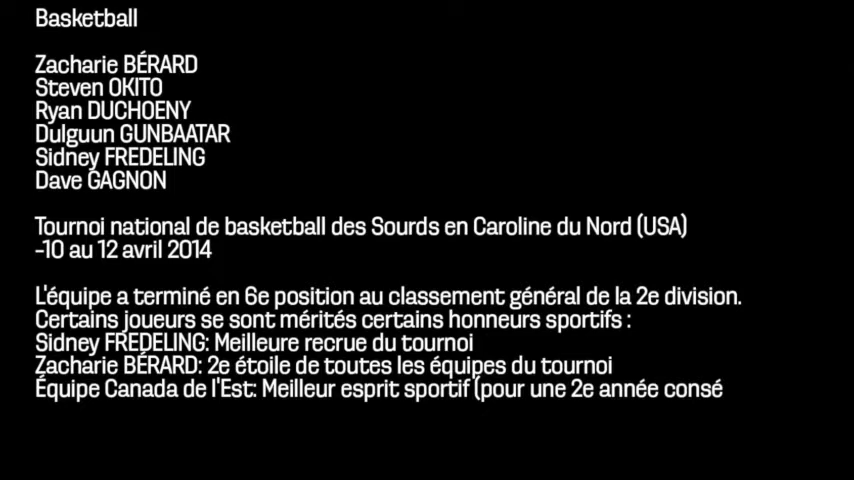 Basketball
Zacharie BÉRARD
Steven OKITO
Ryan DUCHOENY
Dulguun GUNBAATAR
Sidney FREDELING
Dave GAGNON
Tournoi national de basketball des Sourds en Caroline du Nord (USA)
-10 au 12 avril 2014
L'équipe a terminé en 6e position au classement général de la 2e division.
Certains joueurs se sont mérités certains honneurs sportifs :
Sidney FREDELING: Meilleure recrue du tournoi
Zacharie BÉRARD: 2e étoile de toutes les équipes du tournoi
Équipe Canada de l'Est: Meilleur esprit sportif (pour une 2e année consé